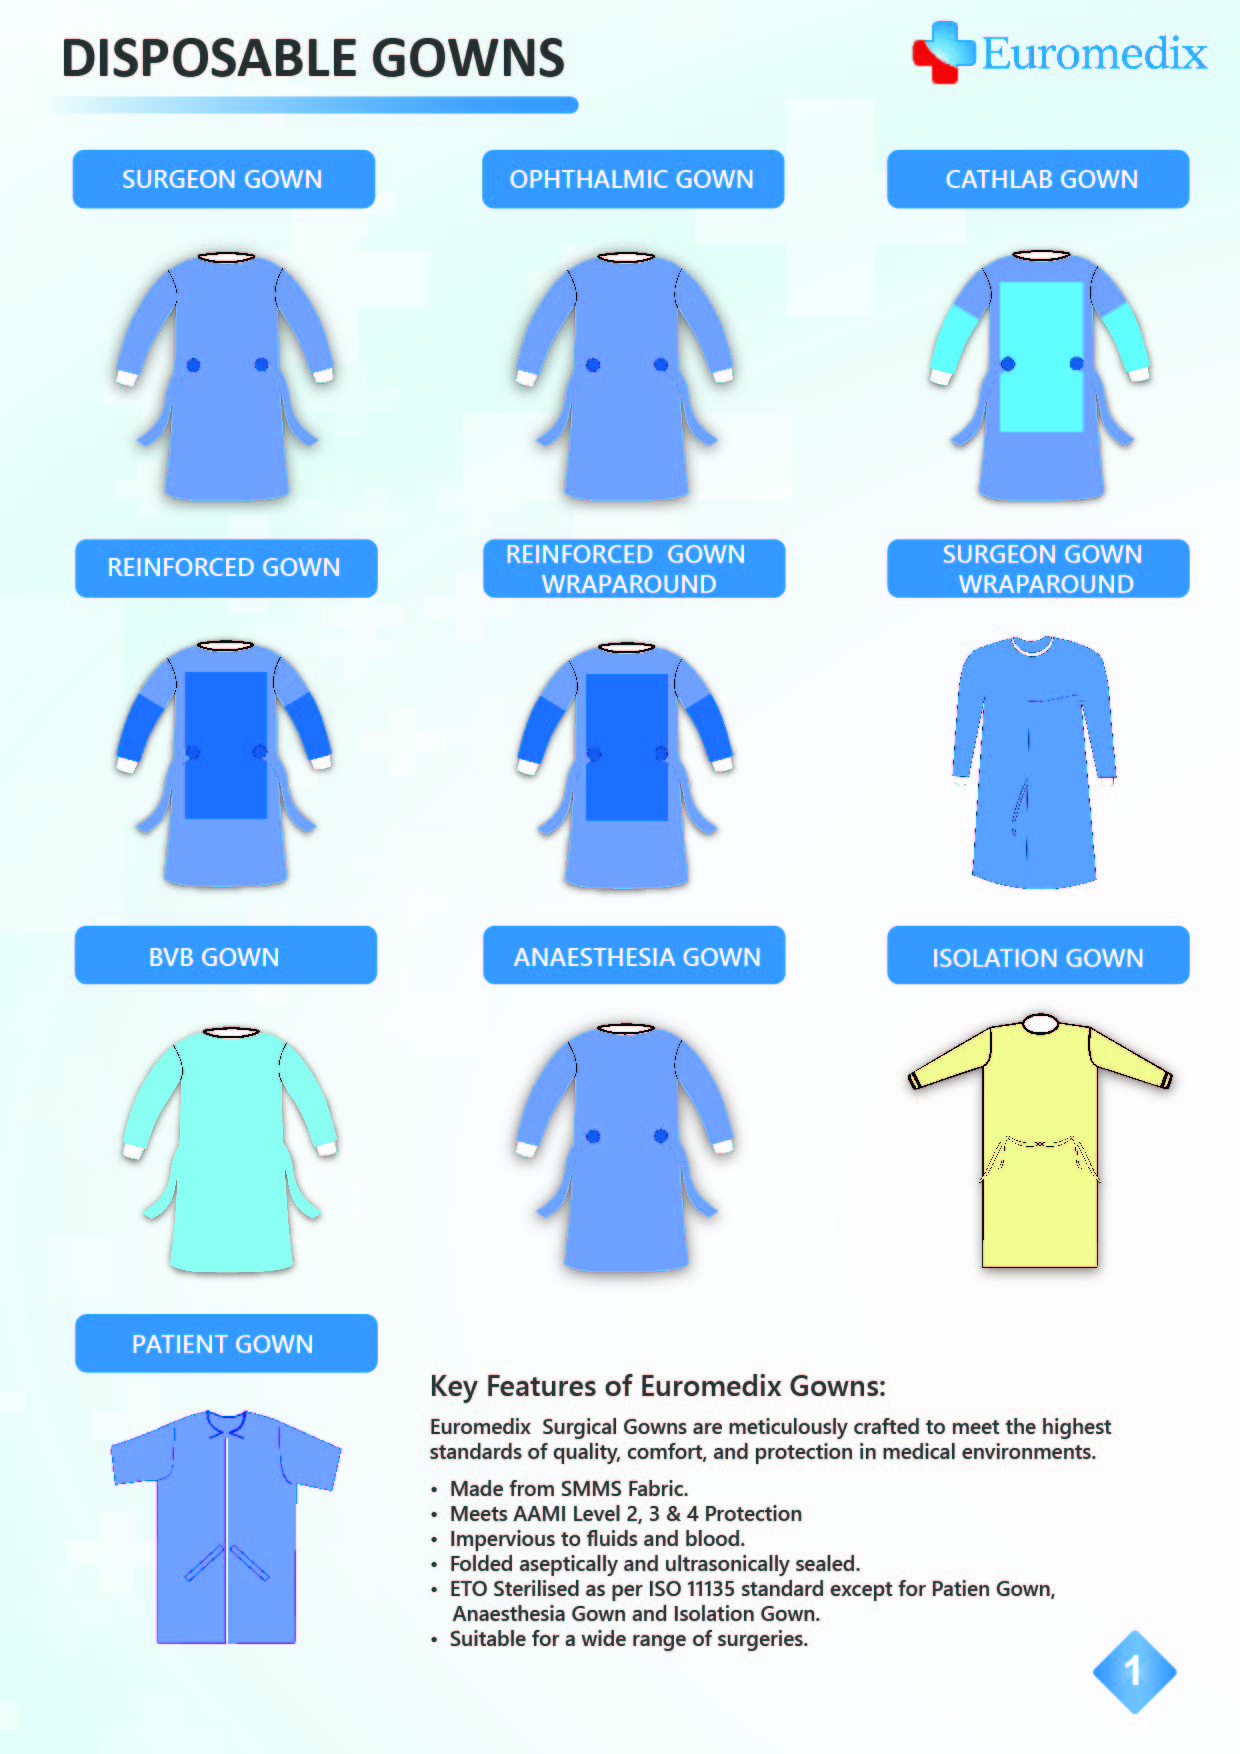 DISPOSABLE GOWNS
Euromedix
SURGEON GOWN
OPHTHALMIC GOWN
CATHLAB GOWN
REINFORCED GOWN
REINFORCED GOWN
WRAPAROUND
SURGEON GOWN
WRAPAROUND
BVB GOWN
ANAESTHESIA GOWN
ISOLATION GOWN
PATIENT GOWN
Key Features of Euromedix Gowns:
Euromedix Surgical Gowns are meticulously crafted to meet the highest
standards of quality, comfort, and protection in medical environments.
• Made from SMMS Fabric.
• Meets AAMI Level 2, 3 & 4 Protection
• Impervious to fluids and blood.
• Folded aseptically and ultrasonically sealed.
• ETO Sterilised as per ISO 11135 standard except for Patien Gown,
Anaesthesia Gown and Isolation Gown.
• Suitable for a wide range of surgeries.
1